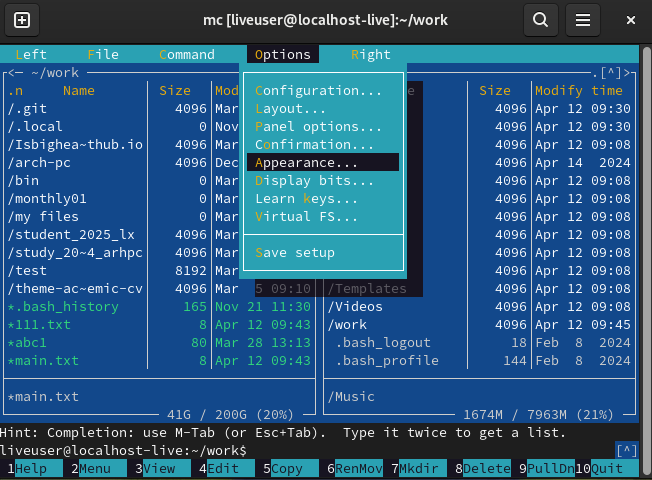 mc [liveuser@localhost-live]:~/work
Left File Command Options Right
<─ ~/work .[^]>
.n Name Size Mod Size Modify time
/.git 4096 Mar Configuration... 4096 Apr 12 09:30
/.local 0 Nov Layout... 0 Apr 12 09:30
/Isbighea~thub.io 4096 Mar Panel options... 4096 Apr 12 09:08
/arch-pc 4096 Dec Confirmation... 4096 Apr 14 2024
/bin 0 Mar Appearance... 4096 Apr 12 09:08
/monthly01 0 Mar Display bits... 4096 Apr 12 09:08
/my files 0 Mar Learn keys... 4096 Apr 12 09:08
/student_2025_lx 4096 Mar Virtual FS... 4096 Apr 12 09:08
/study_20~4_arhpc 4096 Mar 4096 Apr 12 09:08
/test 8192 Mar Save setup 4096 Apr 12 09:08
/theme-ac~emic-cv 4096 Mar 5 09:10 /Templates 4096 Apr 12 09:08
*.bash_history 165 Nov 21 11:30 /Videos 4096 Apr 12 09:08
*111.txt 8 Apr 12 09:43 /work 4096 Apr 12 09:45
*abc1 80 Mar 28 13:13 .bash_logout 18 Feb 8 2024
*main.txt 8 Apr 12 09:43 .bash_profile 144 Feb 8 2024
*main.txt /Music
41G / 200G (20%) 1674M / 7963M (21%)
Hint: Completion: use M-Tab (or Esc+Tab). Type it twice to get a list.
liveuser@localhost-live:~/work$ [^]
1Help 2Menu 3View 4Edit 5Copy 6RenMov 7Mkdir 8Delete 9PullDn 10Quit